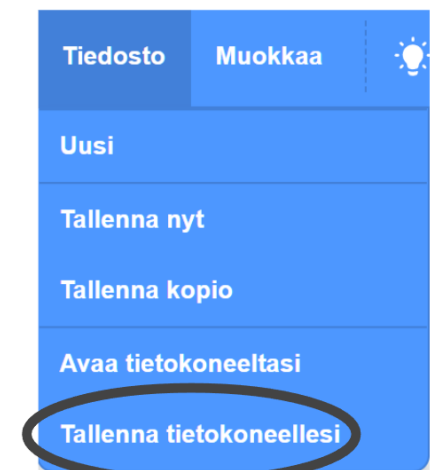 Tiedosto Muokkaa
Uusi
Tallenna nyt
Tallenna kopio
Avaa tietokoneeltasi
Tallenna tietokoneellesi